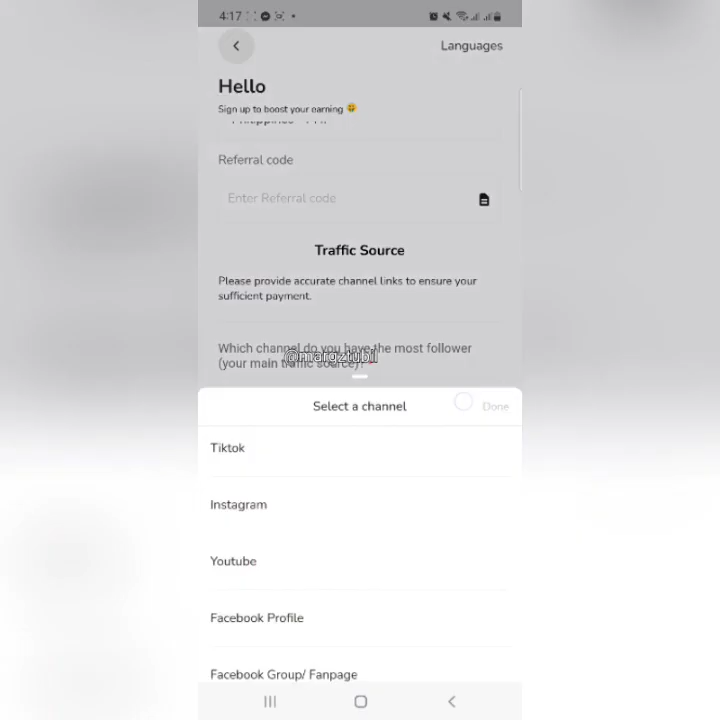 4:17
Languages
Hello
Sign up to boost your earning
Referral code
Enter Referral code
Traffic Source
Please provide accurate channel links to ensure your
sufficient payment.
Which channel do you have the most follower
(your main traffic source)?
@maroztubil
Select a channel
Done
Tiktok
Instagram
Youtube
Facebook Profile
Facebook Group/ Fanpage